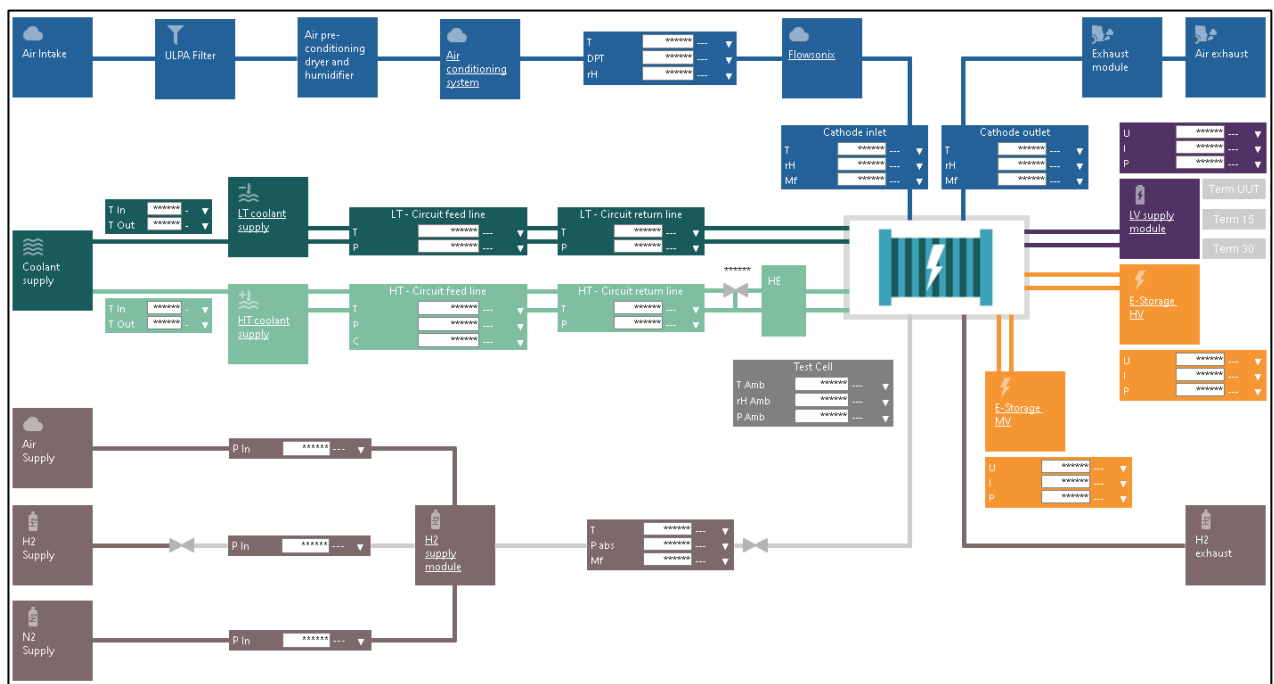 Air Intake
ULPA Filter
Air pre-
conditioning
dryer and
humidifier
Air
conditioning
system
T ****** ---
DPT ****** ---
rH ****** ---
Flowsonix
Exhaust
module
Air exhaust
Cathode inlet
T ****** ---
rH ****** ---
Mf ****** ---
Cathode outlet
T ****** ---
rH ****** ---
Mf ****** ---
U ****** ---
I ****** ---
P ****** ---
LV supply
module
Term UUT
Term 15
Term 30
Coolant
supply
T In ****** -
T Out ****** -
LT coolant
supply
LT - Circuit feed line
T ****** ---
P ****** ---
LT - Circuit return line
T ****** ---
P ****** ---
T In ****** -
T Out ****** -
HT coolant
supply
HT - Circuit feed line
T ****** ---
P ****** ---
C ****** ---
HT - Circuit return line
T ****** ---
P ****** ---
******
HE
E-Storage
HV
U ****** ---
I ****** ---
P ****** ---
Test Cell
T Amb ****** ---
rH Amb ****** ---
P Amb ****** ---
E-Storage
MV
U ****** ---
I ****** ---
P ****** ---
Air
Supply
P In ****** ---
H2
Supply
P In ****** ---
H2
supply
module
T ****** ---
P abs ****** ---
Mf ****** ---
H2
exhaust
N2
Supply
P In ****** ---